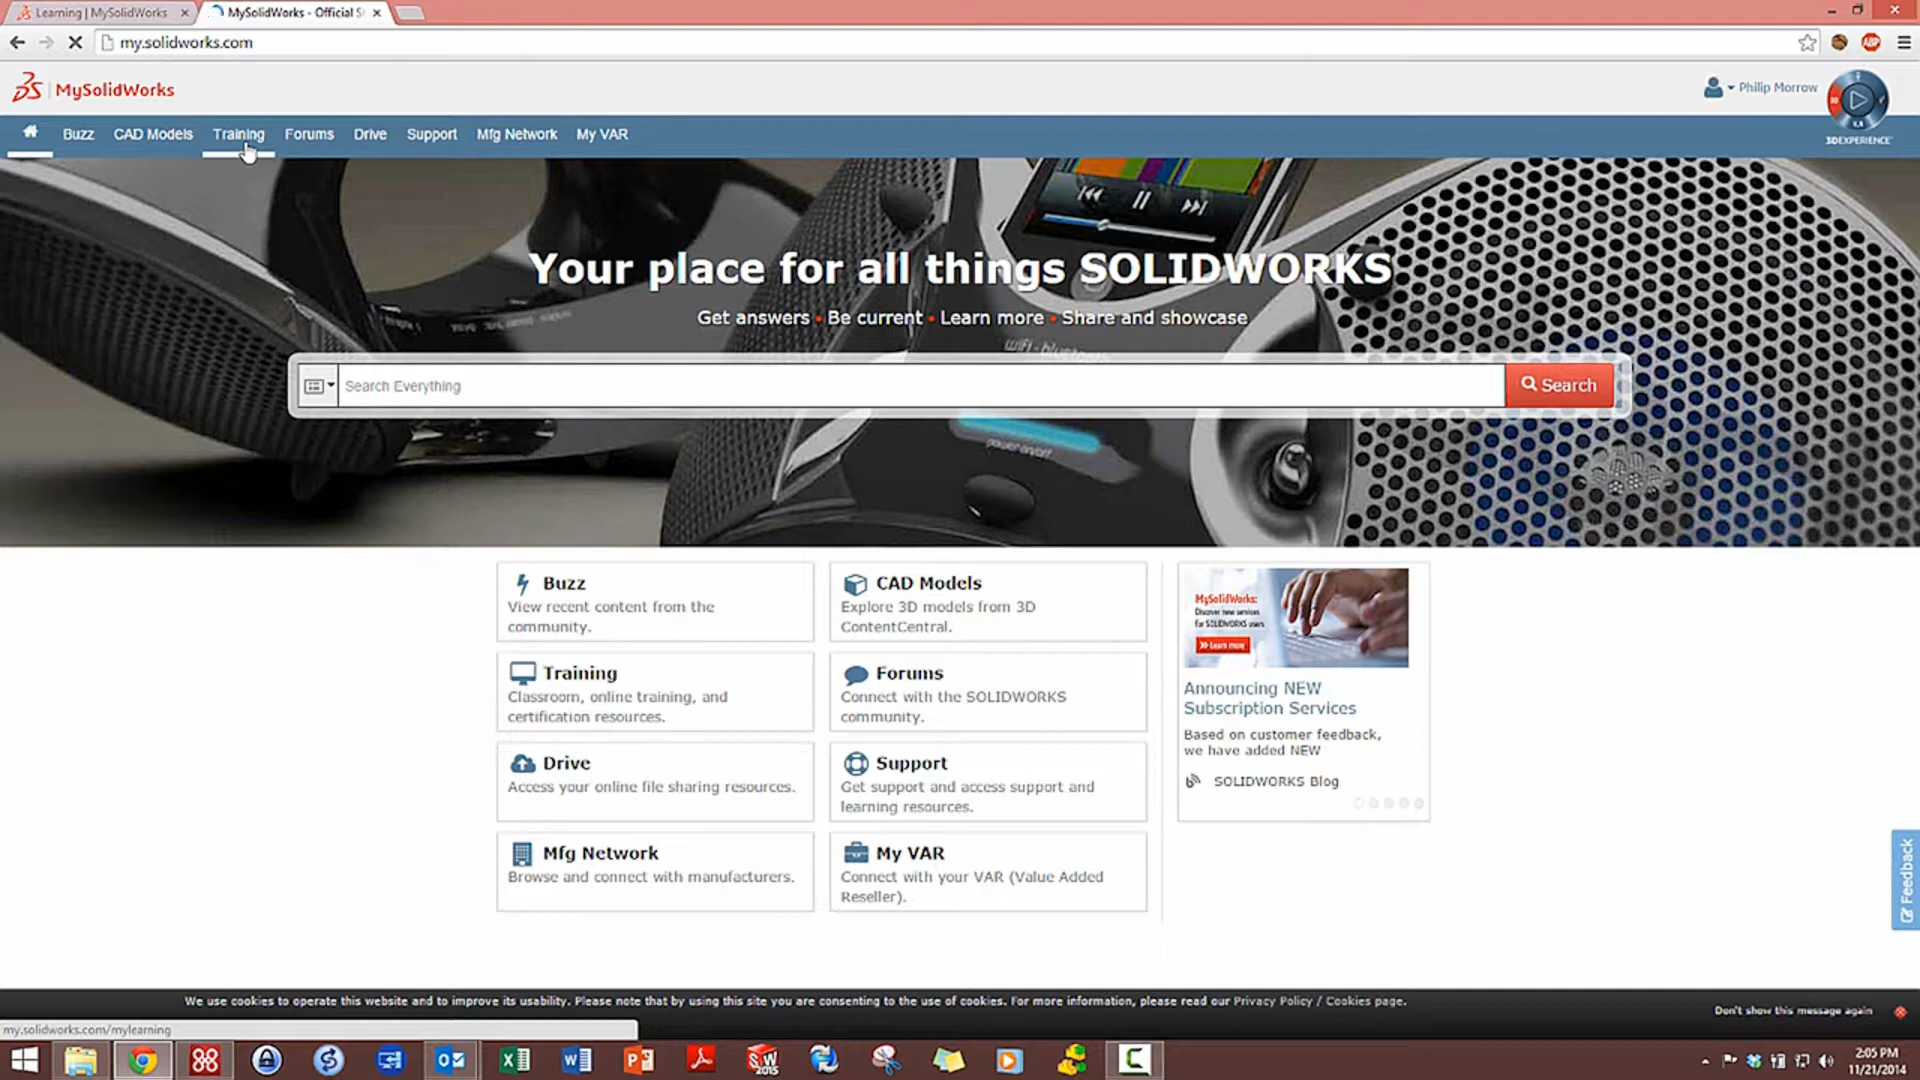 Learning | MySolidWorks
MySolidWorks - Official S
my.solidworks.com
MySolidWorks
Philip Morrow
3DEXPERIENCE
Buzz
CAD Models
Training
Forums
Drive
Support
Mfg Network
My VAR
Your place for all things SOLIDWORKS
Get answers • Be current • Learn more • Share and showcase
wifi-bluetooth
Search Everything
Search
power on/off
Buzz
View recent content from the
community.
CAD Models
Explore 3D models from 3D
ContentCentral.
Training
Classroom, online training, and
certification resources.
Forums
Connect with the SOLIDWORKS
community.
Drive
Access your online file sharing resources.
Support
Get support and access support and
learning resources.
Mfg Network
Browse and connect with manufacturers.
My VAR
Connect with your VAR (Value Added
Reseller).
MySolidWorks:
Discover new services
for SOLIDWORKS users
Learn more
Announcing NEW
Subscription Services
Based on customer feedback,
we have added NEW
SOLIDWORKS Blog
Feedback
We use cookies to operate this website and to improve its usability. Please note that by using this site you are consenting to the use of cookies. For more information, please read our Privacy Policy / Cookies page.
Don't show this message again
my.solidworks.com/mylearning
2:05 PM
11/21/2014